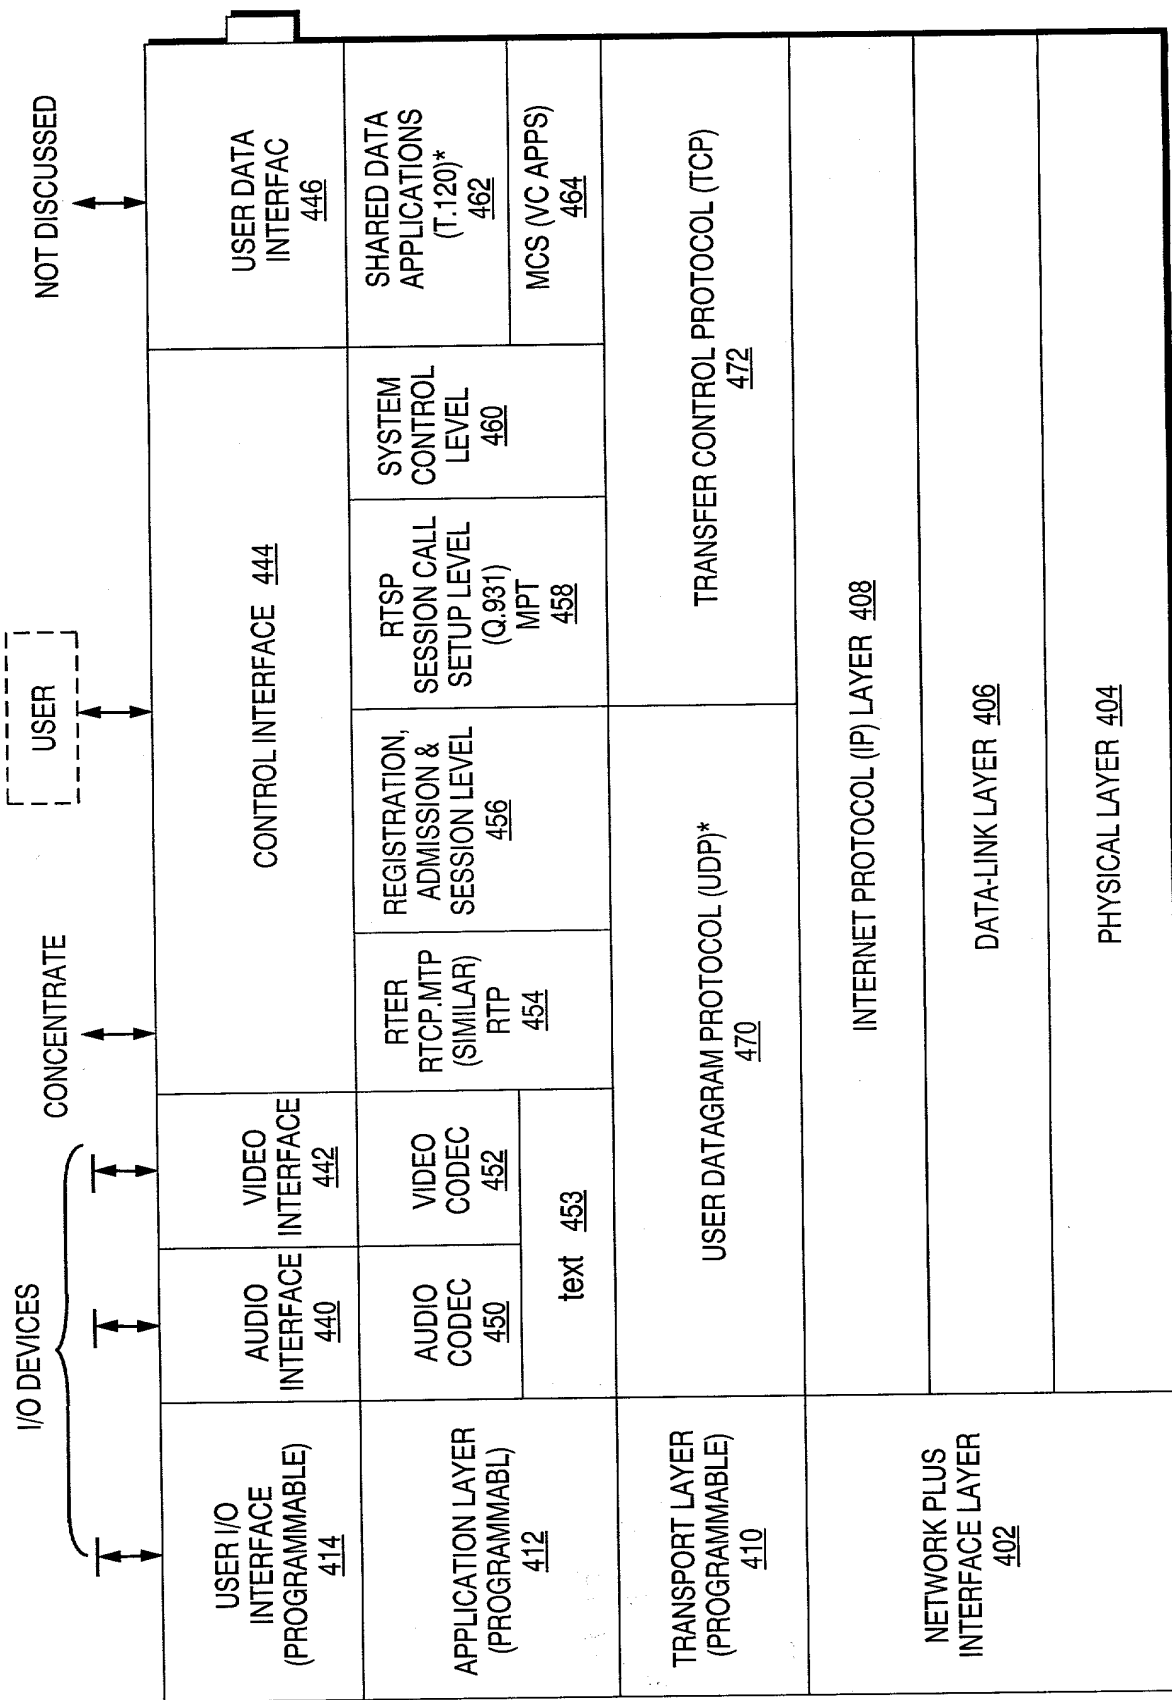 I/O DEVICES
CONCENTRATE
USER
NOT DISCUSSED
USER I/O
INTERFACE
(PROGRAMMABLE)
414
AUDIO
INTERFACE
440
VIDEO
INTERFACE
442
CONTROL INTERFACE 444
USER DATA
INTERFAC
446
APPLICATION LAYER
(PROGRAMMABL)
412
AUDIO
CODEC
450
VIDEO
CODEC
452
text 453
RTER
RTCP.MTP
(SIMILAR)
RTP
454
REGISTRATION,
ADMISSION &
SESSION LEVEL
456
RTSP
SESSION CALL
SETUP LEVEL
(Q.931)
MPT
458
SYSTEM
CONTROL
LEVEL
460
SHARED DATA
APPLICATIONS
(T.120)*
462
MCS (VC APPS)
464
TRANSPORT LAYER
(PROGRAMMABLE)
410
USER DATAGRAM PROTOCOL (UDP)*
470
TRANSFER CONTROL PROTOCOL (TCP)
472
NETWORK PLUS
INTERFACE LAYER
402
INTERNET PROTOCOL (IP) LAYER 408
DATA-LINK LAYER 406
PHYSICAL LAYER 404